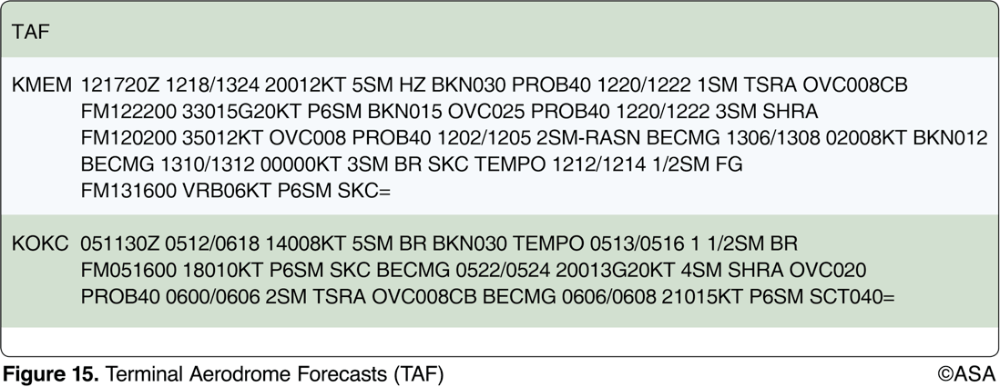 TAF
KMEM 121720Z 1218/1324 20012KT 5SM HZ BKN030 PROB40 1220/1222 1SM TSRA OVC008CB
FM122200 33015G20KT P6SM BKN015 OVC025 PROB40 1220/1222 3SM SHRA
FM120200 35012KT OVC008 PROB40 1202/1205 2SM-RASN BECMG 1306/1308 02008KT BKN012
BECMG 1310/1312 00000KT 3SM BR SKC TEMPO 1212/1214 1/2SM FG
FM131600 VRB06KT P6SM SKC=
KOKC 051130Z 0512/0618 14008KT 5SM BR BKN030 TEMPO 0513/0516 1 1/2SM BR
FM051600 18010KT P6SM SKC BECMG 0522/0524 20013G20KT 4SM SHRA OVC020
PROB40 0600/0606 2SM TSRA OVC008CB BECMG 0606/0608 21015KT P6SM SCT040=
Figure 15. Terminal Aerodrome Forecasts (TAF) ©ASA